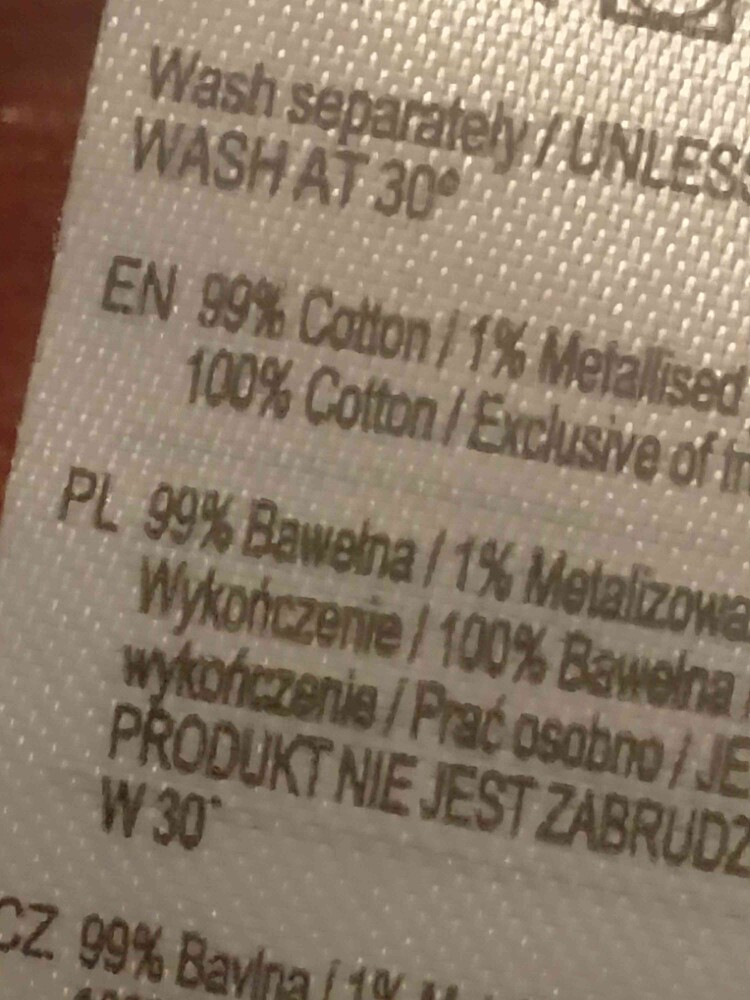 Wash separately / UNLESS
WASH AT 30°
EN 99% Cotton / 1% Metallised
100% Cotton / Exclusive of
PL 99% Bawełna / 1% Metalizowa
Wykończenie / 100% Bawełna /
wykończenie / Prać osobno / JE
PRODUKT NIE JEST ZABRUDZ
W 30°
CZ 99% Bavlna / 1%